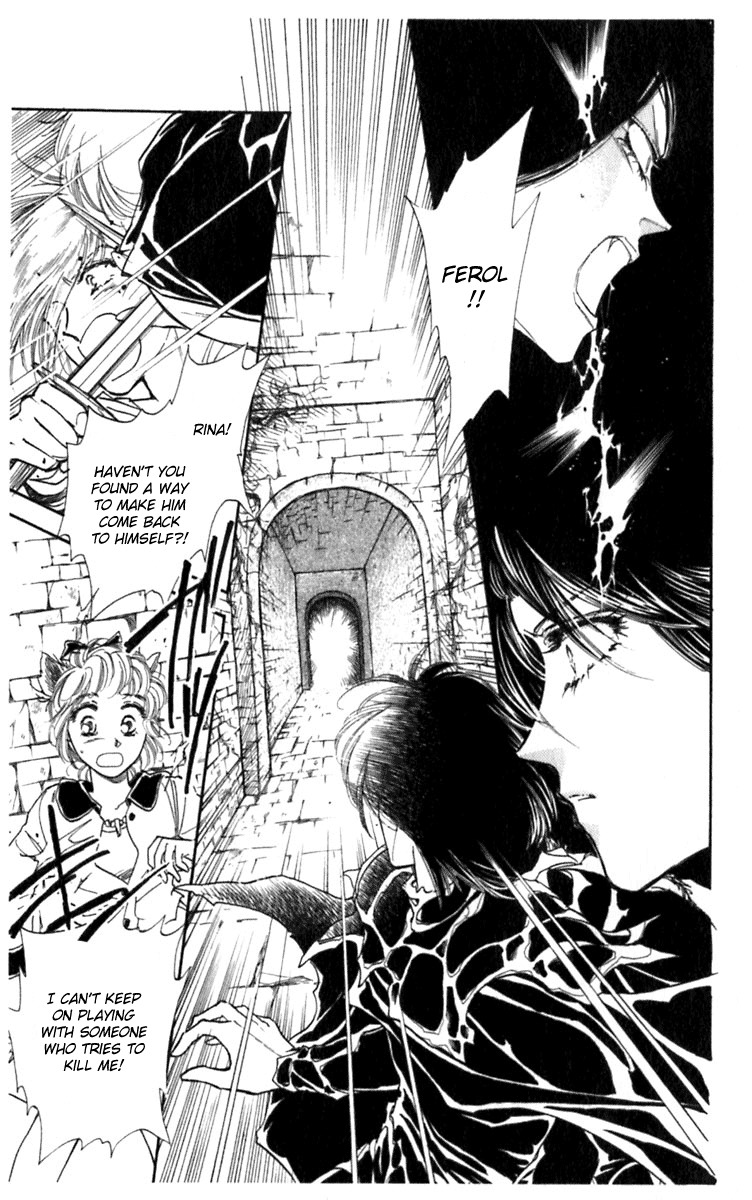 FEROL
!!
RINA!
HAVEN'T YOU
FOUND A WAY
TO MAKE HIM
COME BACK
TO HIMSELF?!
I CAN'T KEEP
ON PLAYING
WITH SOMEONE
WHO TRIES TO
KILL ME!